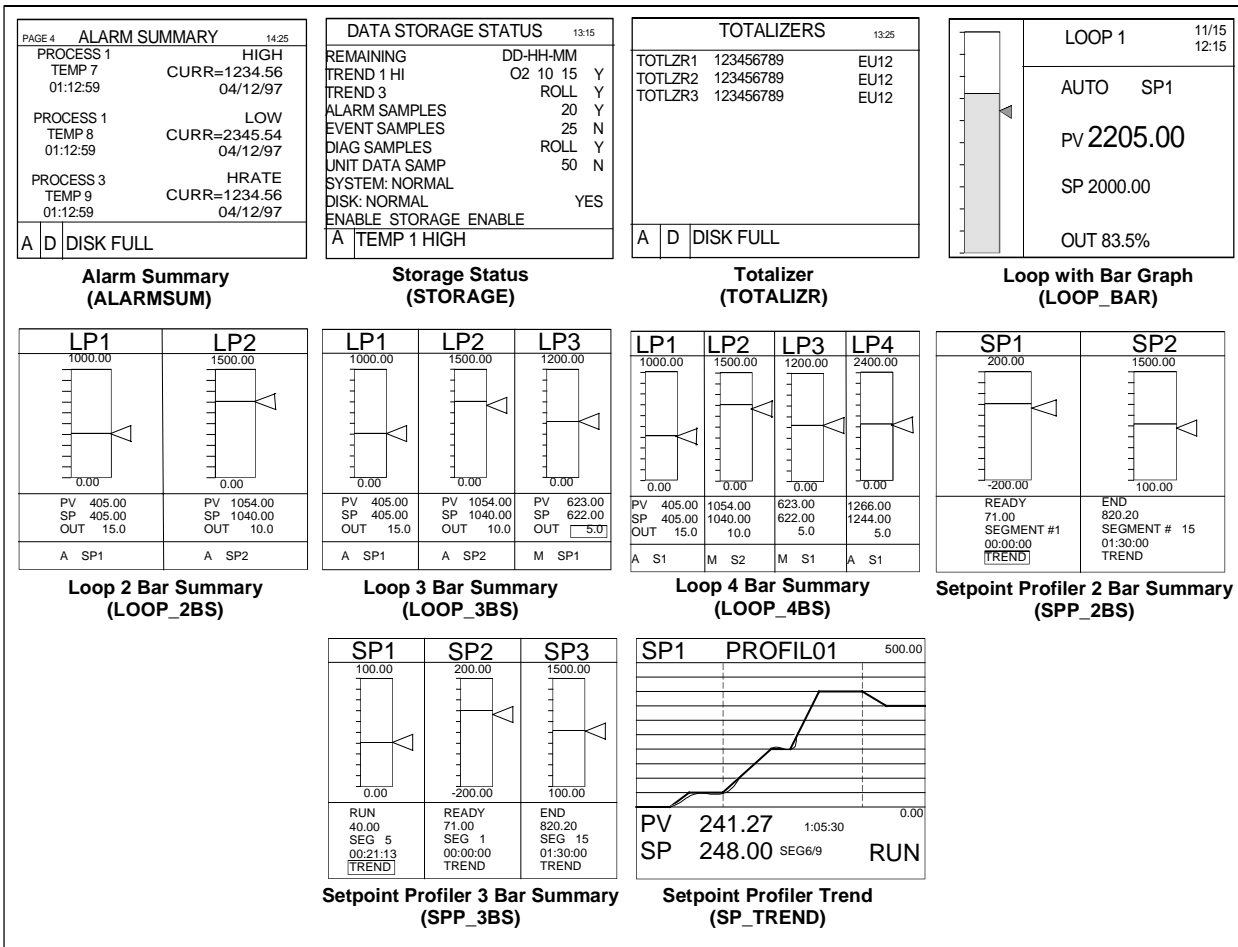 PAGE 4 ALARM SUMMARY 14:25
PROCESS 1 HIGH
TEMP 7 CURR=1234.56
01:12:59 04/12/97
PROCESS 1 LOW
TEMP 8 CURR=2345.54
01:12:59 04/12/97
PROCESS 3 HRATE
TEMP 9 CURR=1234.56
01:12:59 04/12/97
A D DISK FULL
Alarm Summary
(ALARMSUM)
DATA STORAGE STATUS 13:15
REMAINING DD-HH-MM
TREND 1 HI O2 10 15 Y
TREND 3 ROLL Y
ALARM SAMPLES 20 Y
EVENT SAMPLES 25 N
DIAG SAMPLES ROLL Y
UNIT DATA SAMP 50 N
SYSTEM: NORMAL
DISK: NORMAL YES
ENABLE STORAGE ENABLE
A TEMP 1 HIGH
Storage Status
(STORAGE)
TOTALIZERS 13:25
TOTLZR1 123456789 EU12
TOTLZR2 123456789 EU12
TOTLZR3 123456789 EU12
A D DISK FULL
Totalizer
(TOTALIZR)
LOOP 1 11/15
12:15
AUTO SP1
PV 2205.00
SP 2000.00
OUT 83.5%
Loop with Bar Graph
(LOOP_BAR)
LP1 LP2
1000.00 1500.00
0.00 0.00
PV 405.00 PV 1054.00
SP 405.00 SP 1040.00
OUT 15.0 OUT 10.0
A SP1 A SP2
Loop 2 Bar Summary
(LOOP_2BS)
LP1 LP2 LP3
1000.00 1500.00 1200.00
0.00 0.00 0.00
PV 405.00 PV 1054.00 PV 623.00
SP 405.00 SP 1040.00 SP 622.00
OUT 15.0 OUT 10.0 OUT 5.0
A SP1 A SP2 M SP1
Loop 3 Bar Summary
(LOOP_3BS)
LP1 LP2 LP3 LP4
1000.00 1500.00 1200.00 2400.00
0.00 0.00 0.00 0.00
PV 405.00 1054.00 623.00 1266.00
SP 405.00 1040.00 622.00 1244.00
OUT 15.0 10.0 5.0 5.0
A S1 M S2 M S1 A S1
Loop 4 Bar Summary
(LOOP_4BS)
SP1 SP2
200.00 1500.00
-200.00 100.00
READY END
71.00 820.20
SEGMENT #1 SEGMENT # 15
00:00:00 01:30:00
TREND TREND
Setpoint Profiler 2 Bar Summary
(SPP_2BS)
SP1 SP2 SP3
100.00 200.00 1500.00
0.00 -200.00 100.00
RUN READY END
40.00 71.00 820.20
SEG 5 SEG 1 SEG 15
00:21:13 00:00:00 01:30:00
TREND TREND TREND
Setpoint Profiler 3 Bar Summary
(SPP_3BS)
SP1 PROFIL01 500.00
0.00
PV 241.27 1:05:30
SP 248.00 SEG6/9 RUN
Setpoint Profiler Trend
(SP_TREND)